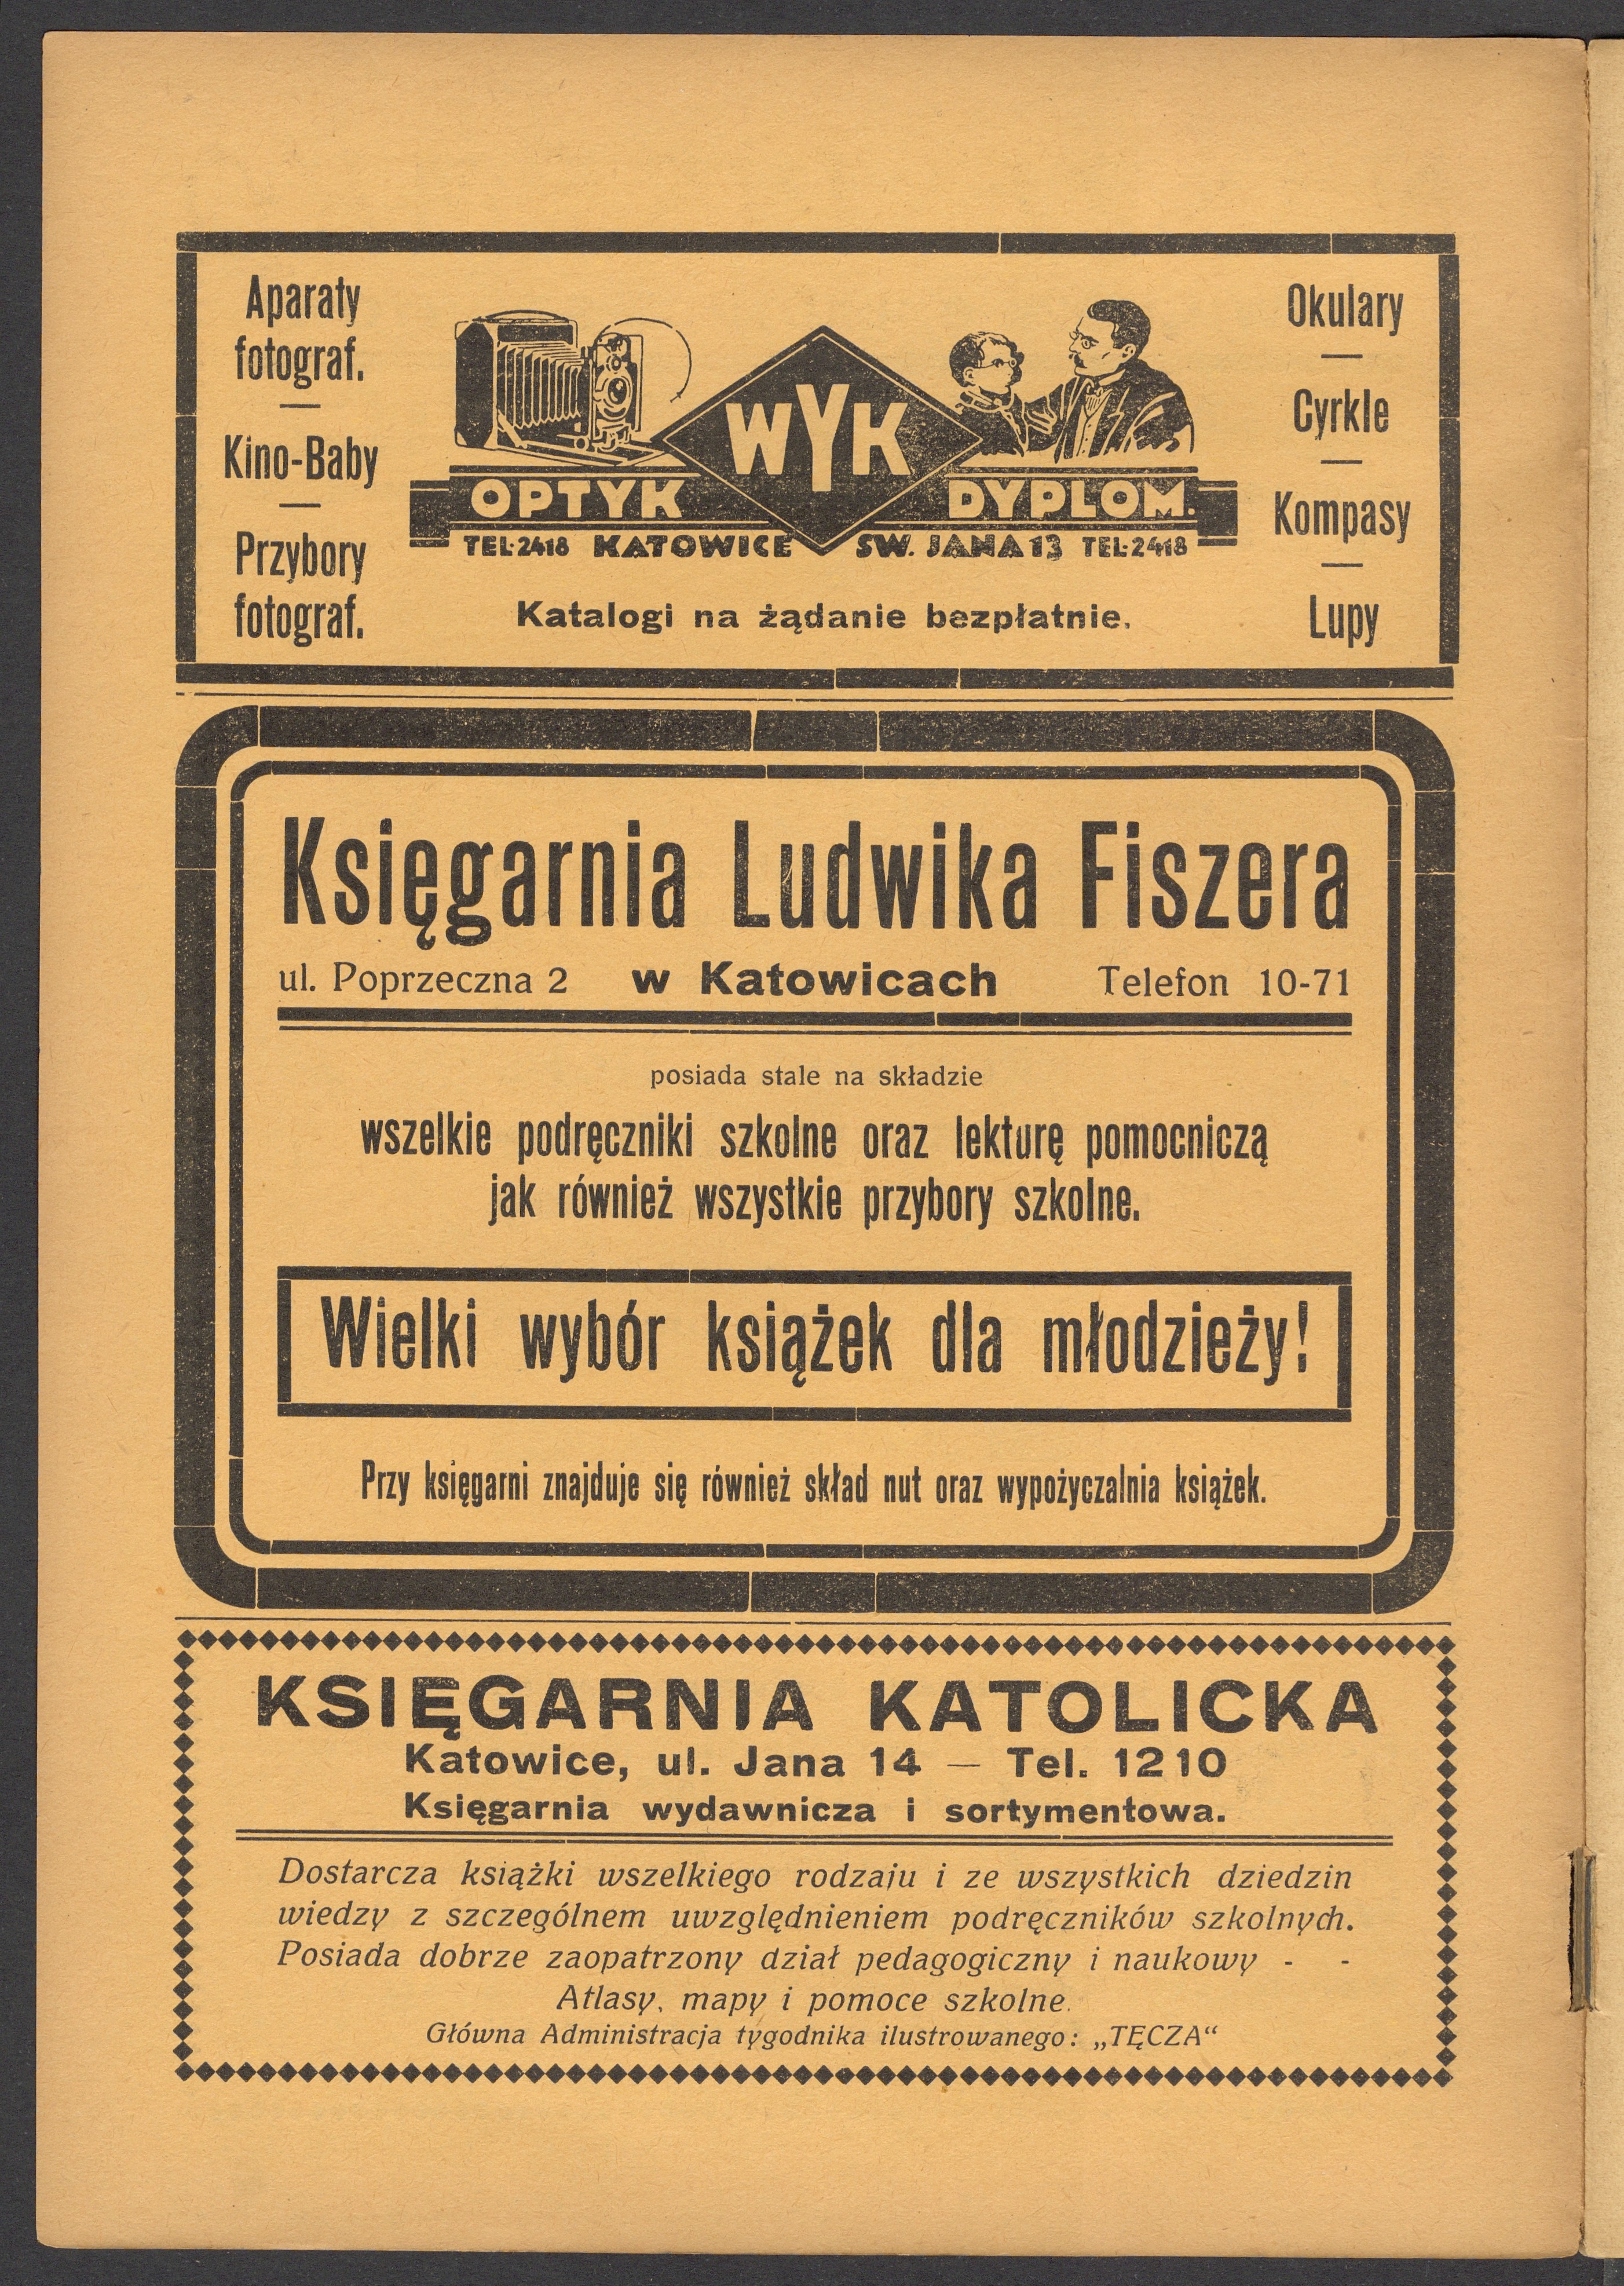 Aparaty
fotograf.
—
Kino-Baby
—
Przybory
fotograf.
WYK
OPTYK DYPLOM.
TEL·2418 KATOWICE SW. JANA 13 TEL·2418
Katalogi na żądanie bezpłatnie.
Okulary
—
Cyrkle
—
Kompasy
—
Lupy
Księgarnia Ludwika Fiszera
ul. Poprzeczna 2 w Katowicach Telefon 10-71
posiada stale na składzie
wszelkie podręczniki szkolne oraz lekturę pomocniczą
jak również wszystkie przybory szkolne.
Wielki wybór książek dla młodzieży!
Przy księgarni znajduje się również skład nut oraz wypożyczalnia książek.
KSIĘGARNIA KATOLICKA
Katowice, ul. Jana 14 — Tel. 1210
Księgarnia wydawnicza i sortymentowa.
Dostarcza książki wszelkiego rodzaju i ze wszystkich dziedzin
wiedzy z szczególnem uwzględnieniem podręczników szkolnych.
Posiada dobrze zaopatrzony dział pedagogiczny i naukowy - -
Atlasy, mapy i pomoce szkolne.
Główna Administracja tygodnika ilustrowanego: „TĘCZA“